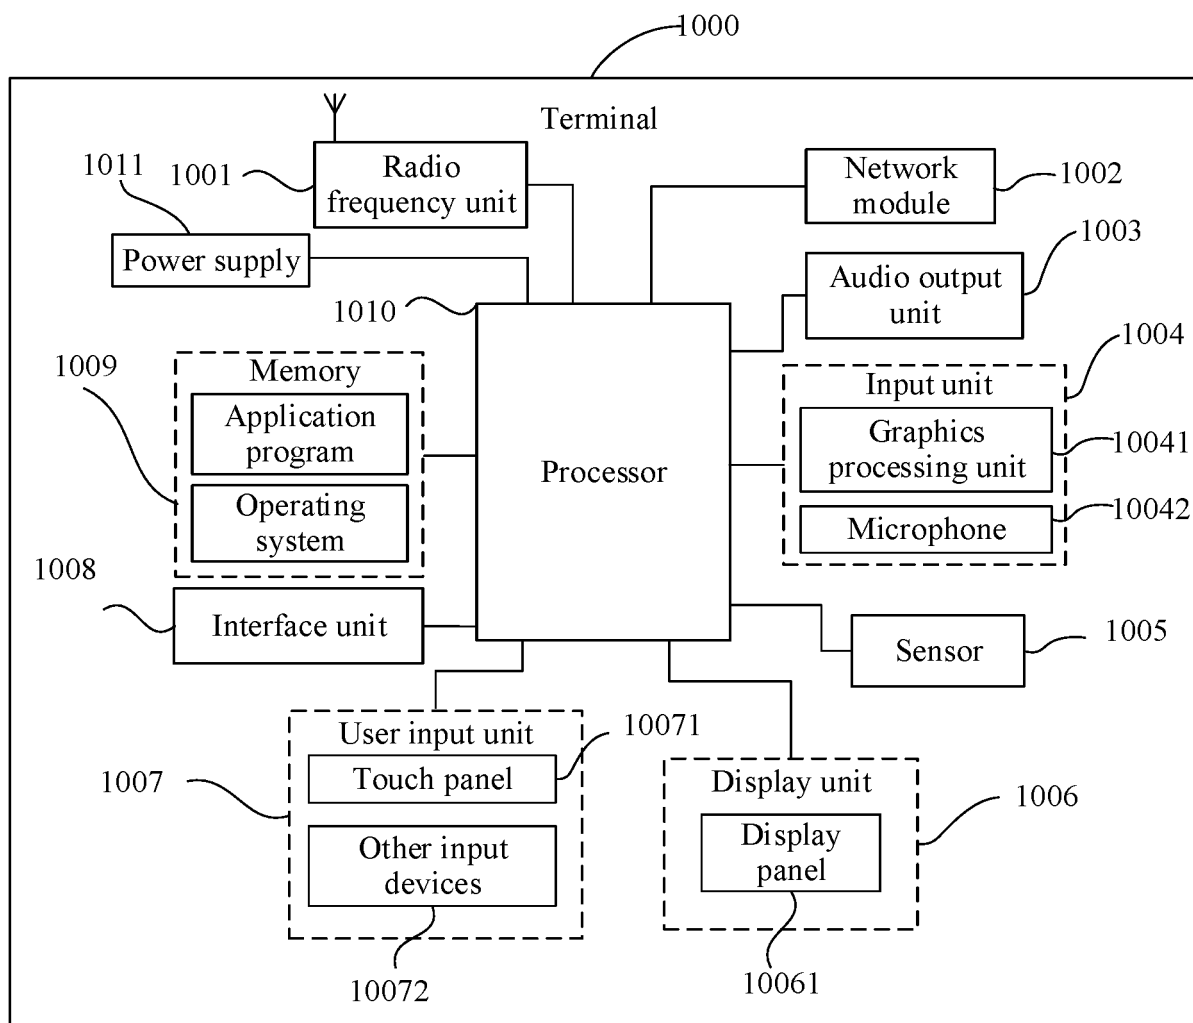 1000
Terminal
1011
1001
Radio
frequency unit
Network
module
1002
Power supply
1003
Audio output
unit
1010
1004
1009
Memory
Application
program
Operating
system
Processor
Input unit
Graphics
processing unit
10041
Microphone
10042
1008
Interface unit
Sensor
1005
User input unit
10071
Touch panel
1007
Other input
devices
10072
Display unit
1006
Display
panel
10061